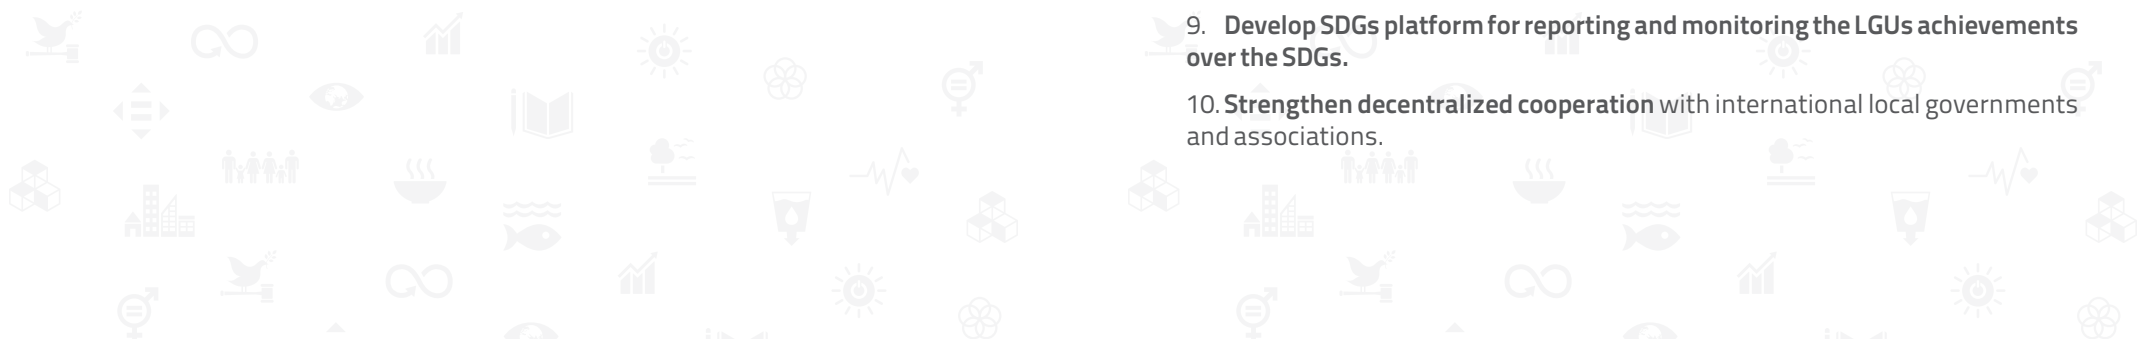 9. Develop SDGs platform for reporting and monitoring the LGUs achievements
over the SDGs.
10. Strengthen decentralized cooperation with international local governments
and associations.